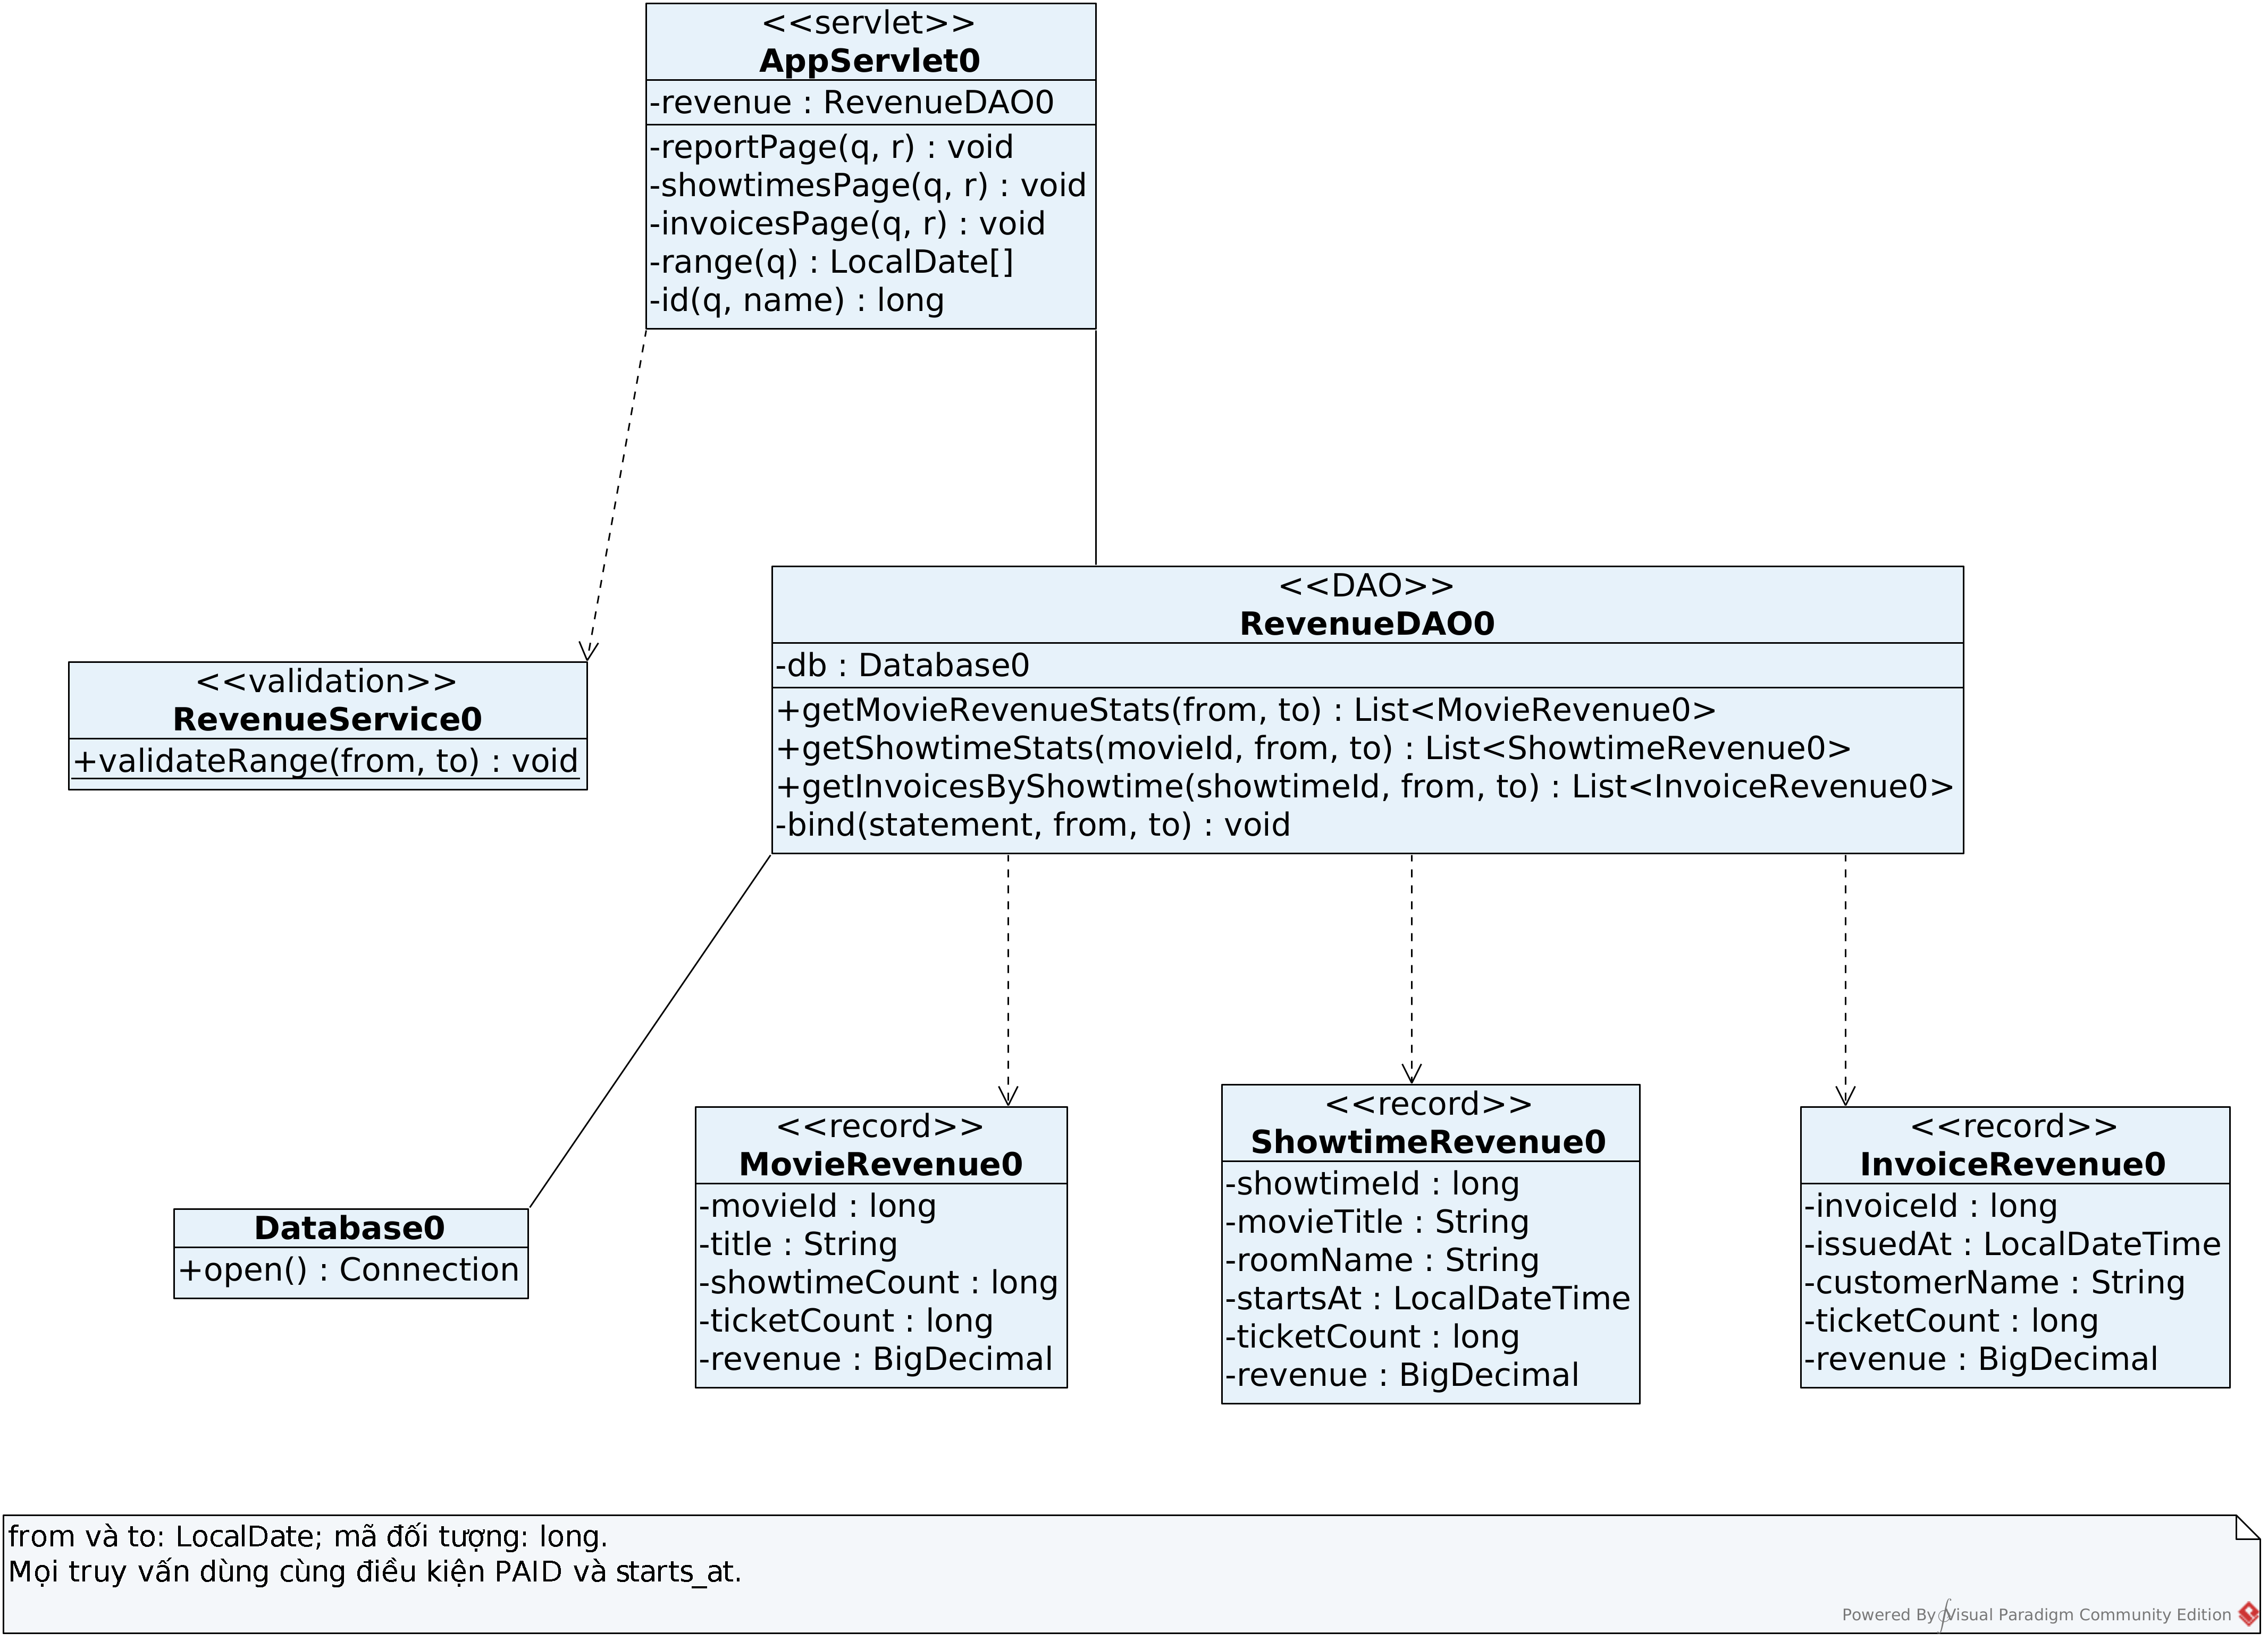 <<servlet>>
AppServlet0
-revenue : RevenueDAO0
-reportPage(q, r) : void
-showtimesPage(q, r) : void
-invoicesPage(q, r) : void
-range(q) : LocalDate[]
-id(q, name) : long
<<validation>>
RevenueService0
+validateRange(from, to) : void
<<DAO>>
RevenueDAO0
-db : Database0
+getMovieRevenueStats(from, to) : List<MovieRevenue0>
+getShowtimeStats(movieId, from, to) : List<ShowtimeRevenue0>
+getInvoicesByShowtime(showtimeId, from, to) : List<InvoiceRevenue0>
-bind(statement, from, to) : void
Database0
+open() : Connection
<<record>>
MovieRevenue0
-movieId : long
-title : String
-showtimeCount : long
-ticketCount : long
-revenue : BigDecimal
<<record>>
ShowtimeRevenue0
-showtimeId : long
-movieTitle : String
-roomName : String
-startsAt : LocalDateTime
-ticketCount : long
-revenue : BigDecimal
<<record>>
InvoiceRevenue0
-invoiceId : long
-issuedAt : LocalDateTime
-customerName : String
-ticketCount : long
-revenue : BigDecimal
from và to: LocalDate; mã đối tượng: long.
Mọi truy vấn dùng cùng điều kiện PAID và starts_at.
Powered By Visual Paradigm Community Edition